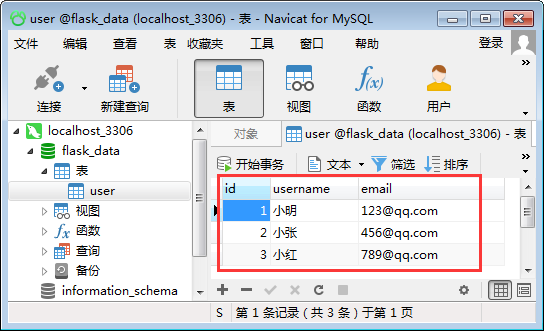 user @flask_data (localhost_3306) - 表 - Navicat for MySQL
文件 编辑 查看 表 收藏夹 工具 窗口 帮助 登录
连接 新建查询 表 视图 函数 用户
localhost_3306
flask_data
表
user
视图
函数
查询
备份
information_schema
对象 user @flask_data (localhost_3306) - 表
开始事务 文本 筛选 排序
id username email
1 小明 123@qq.com
2 小张 456@qq.com
3 小红 789@qq.com
S 第 1 条记录 (共 3 条) 于第 1 页